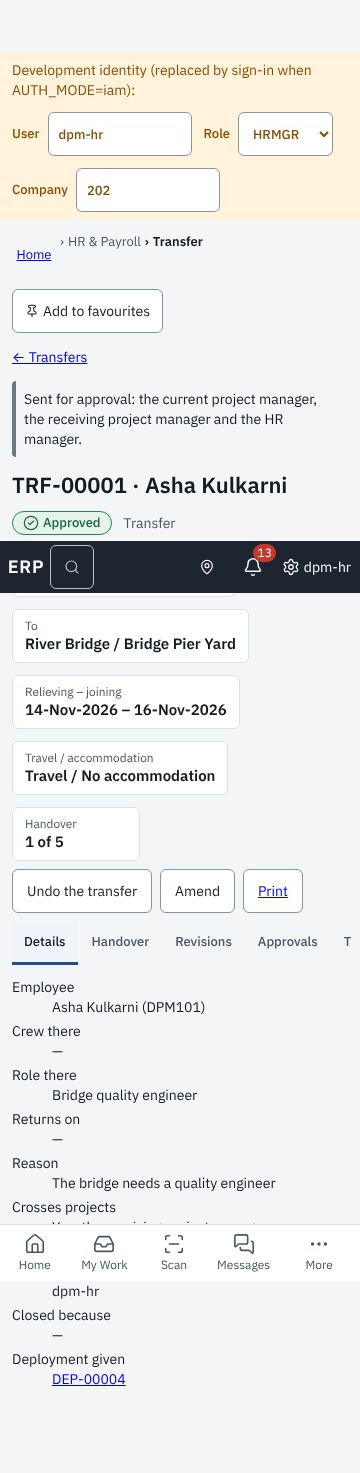 Development identity (replaced by sign-in when
AUTH_MODE=iam):
User dpm-hr Role HRMGR
Company 202
Home › HR & Payroll › Transfer
Add to favourites
← Transfers
Sent for approval: the current project manager,
the receiving project manager and the HR
manager.
TRF-00001 · Asha Kulkarni
Approved Transfer
ERP 13 dpm-hr
To
River Bridge / Bridge Pier Yard
Relieving – joining
14-Nov-2026 – 16-Nov-2026
Travel / accommodation
Travel / No accommodation
Handover
1 of 5
Undo the transfer Amend Print
Details Handover Revisions Approvals T
Employee
Asha Kulkarni (DPM101)
Crew there
—
Role there
Bridge quality engineer
Returns on
—
Reason
The bridge needs a quality engineer
Crosses projects
Home My Work Scan Messages More
dpm-hr
Closed because
—
Deployment given
DEP-00004